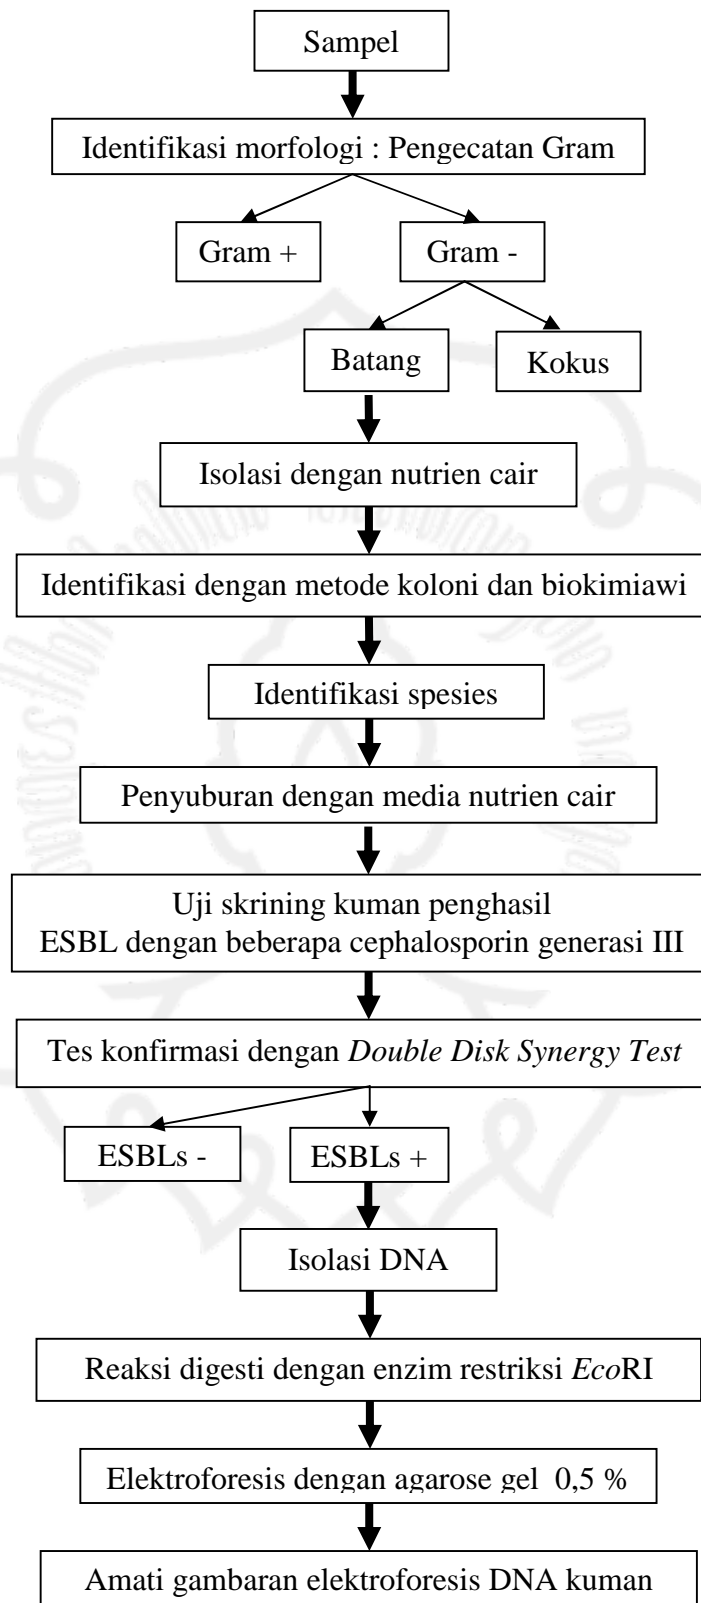 Sampel
Identifikasi morfologi : Pengecatan Gram
Gram +
Gram -
Batang
Kokus
Isolasi dengan nutrien cair
Identifikasi dengan metode koloni dan biokimiawi
Identifikasi spesies
Penyuburan dengan media nutrien cair
Uji skrining kuman penghasil
ESBL dengan beberapa cephalosporin generasi III
Tes konfirmasi dengan Double Disk Synergy Test
ESBLs -
ESBLs +
Isolasi DNA
Reaksi digesti dengan enzim restriksi EcoRI
Elektroforesis dengan agarose gel 0,5 %
Amati gambaran elektroforesis DNA kuman